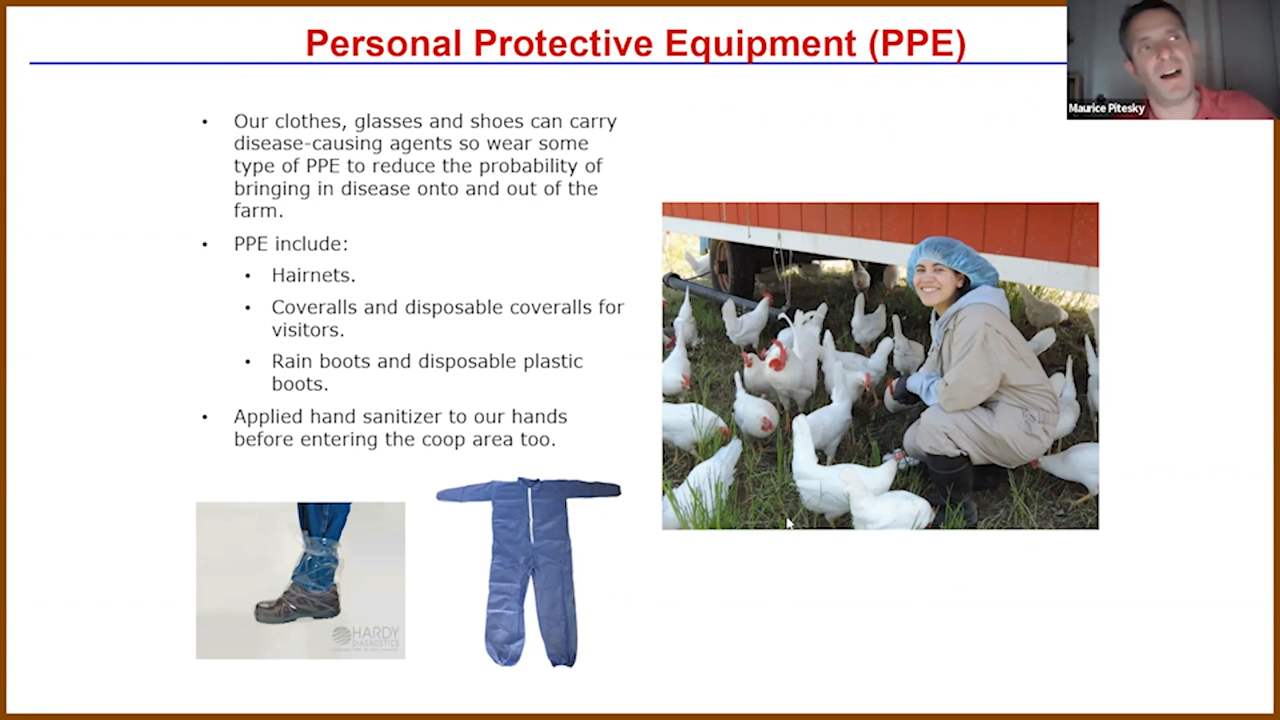 Personal Protective Equipment (PPE)
Maurice Pitesky
• Our clothes, glasses and shoes can carry
disease-causing agents so wear some
type of PPE to reduce the probability of
bringing in disease onto and out of the
farm.
• PPE include:
• Hairnets.
• Coveralls and disposable coveralls for
visitors.
• Rain boots and disposable plastic
boots.
• Applied hand sanitizer to our hands
before entering the coop area too.
HARDY
DIAGNOSTICS